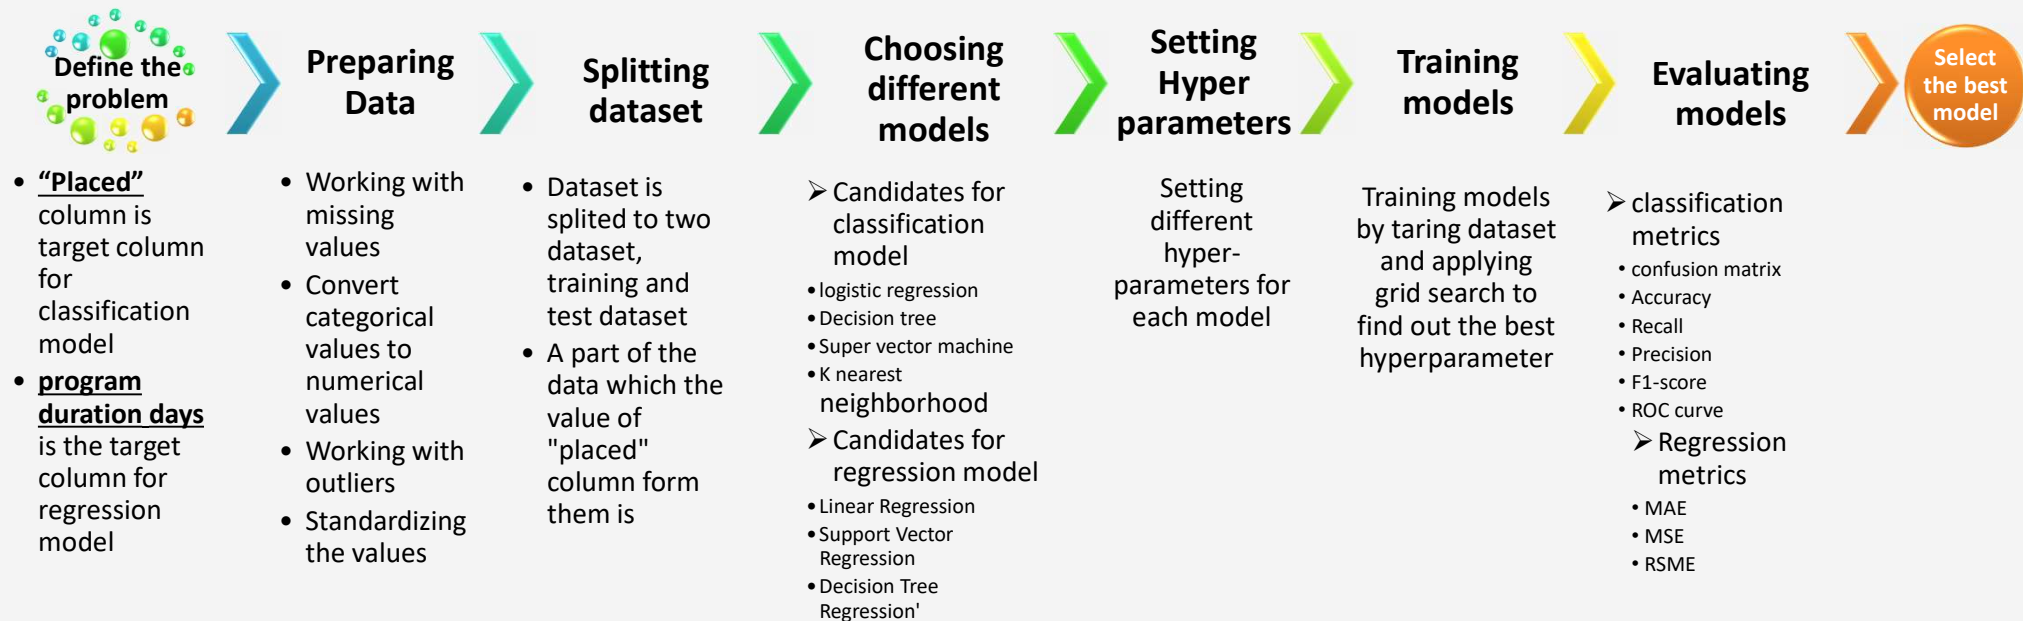 Define the
problem
• "Placed"
column is
target column
for
classification
model
• program
duration days
is the target
column for
regression
model
Preparing
Data
• Working with
missing
values
• Convert
categorical
values to
numerical
values
• Working with
outliers
• Standardizing
the values
Splitting
dataset
• Dataset is
splited to two
dataset,
training and
test dataset
• A part of the
data which the
value of
"placed"
column form
them is
Choosing
different
models
➢ Candidates for
classification
model
• logistic regression
• Decision tree
• Super vector machine
• K nearest
neighborhood
➢ Candidates for
regression model
• Linear Regression
• Support Vector
Regression
• Decision Tree
Regression'
Setting
Hyper
parameters
Setting
different
hyper-
parameters for
each model
Training
models
Training models
by taring dataset
and applying
grid search to
find out the best
hyperparameter
Evaluating
models
➢ classification
metrics
• confusion matrix
• Accuracy
• Recall
• Precision
• F1-score
• ROC curve
➢ Regression
metrics
• MAE
• MSE
• RSME
Select
the best
model